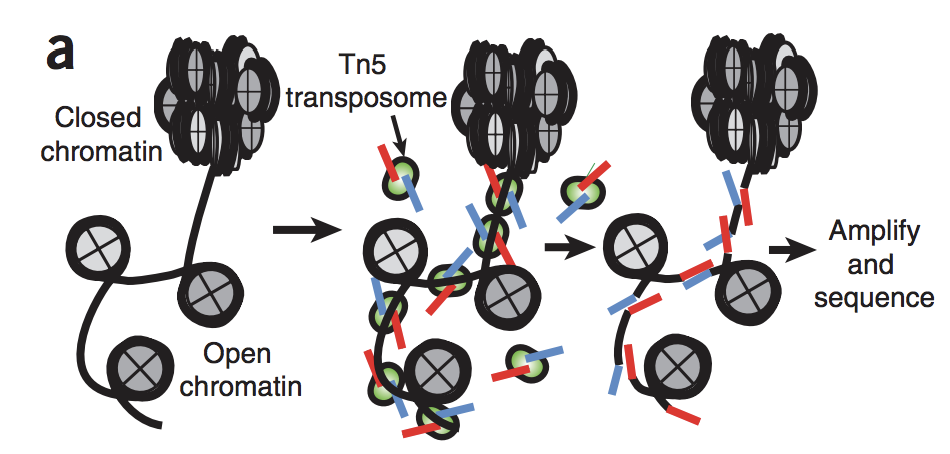 a
Closed
chromatin
Tn5
transposome
Open
chromatin
Amplify
and
sequence